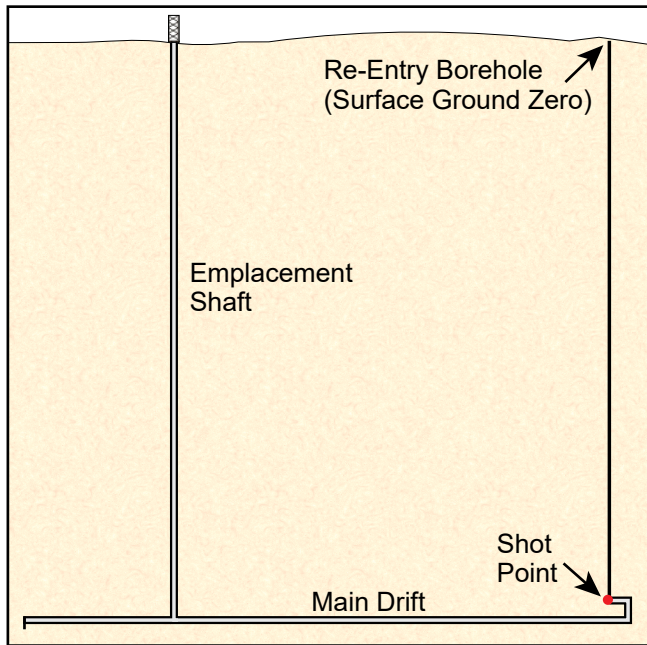 Re-Entry Borehole
(Surface Ground Zero)
Emplacement
Shaft
Shot
Point
Main Drift